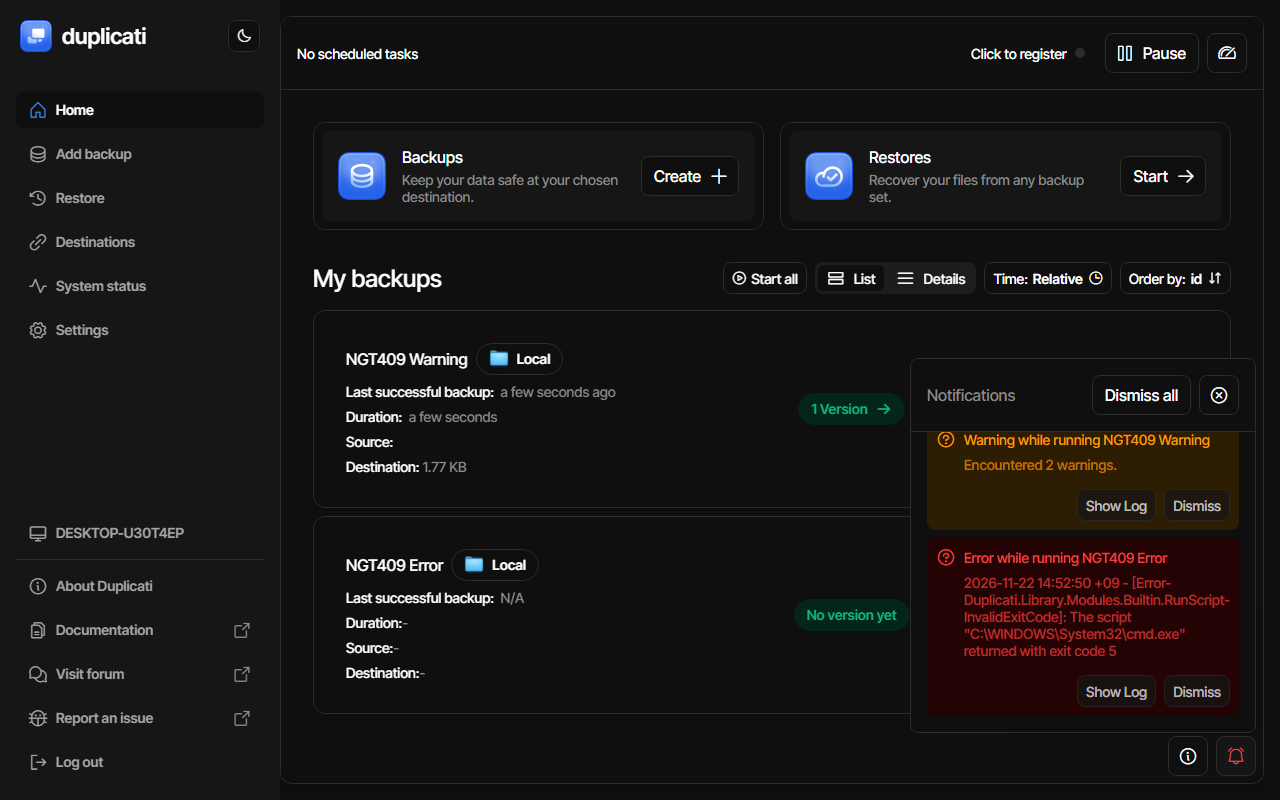 duplicati
Home
Add backup
Restore
Destinations
System status
Settings
DESKTOP-U30T4EP
About Duplicati
Documentation
Visit forum
Report an issue
Log out
No scheduled tasks
Click to register
Pause
Backups
Keep your data safe at your chosen
destination.
Create
Restores
Recover your files from any backup
set.
Start
My backups
Start all
List
Details
Time: Relative
Order by: id
NGT409 Warning
Local
Last successful backup: a few seconds ago
Duration: a few seconds
Source:
Destination: 1.77 KB
1 Version
NGT409 Error
Local
Last successful backup: N/A
Duration:-
Source:-
Destination:-
No version yet
Notifications
Dismiss all
Warning while running NGT409 Warning
Encountered 2 warnings.
Show Log
Dismiss
Error while running NGT409 Error
2026-11-22 14:52:50 +09 - [Error-
Duplicati.Library.Modules.Builtin.RunScript-
InvalidExitCode]: The script
"C:\WINDOWS\System32\cmd.exe"
returned with exit code 5
Show Log
Dismiss